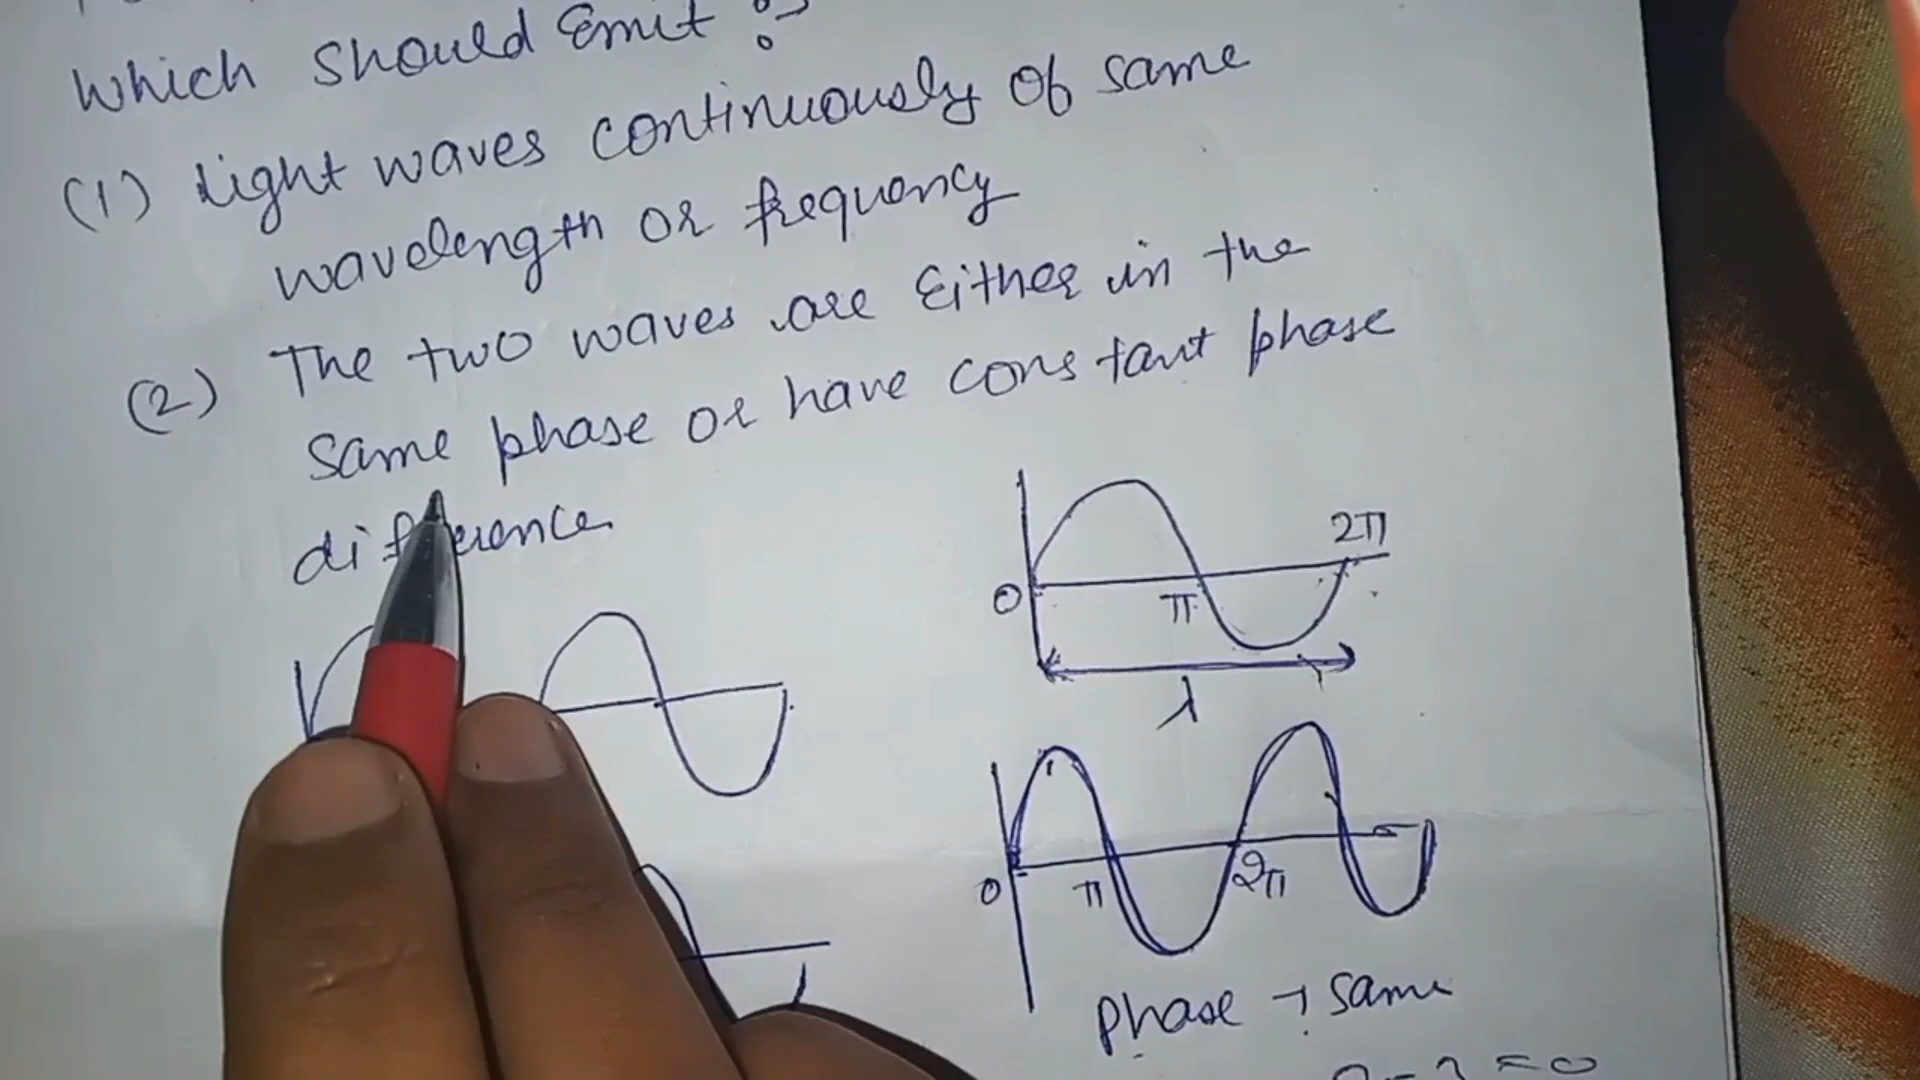 Which should Emit :-
(1) Light waves continuously of same
wavelength or frequency
(2) The two waves are Either in the
same phase or have constant phase
difference
2π
0
π
λ
0
π
2π
Phase → same